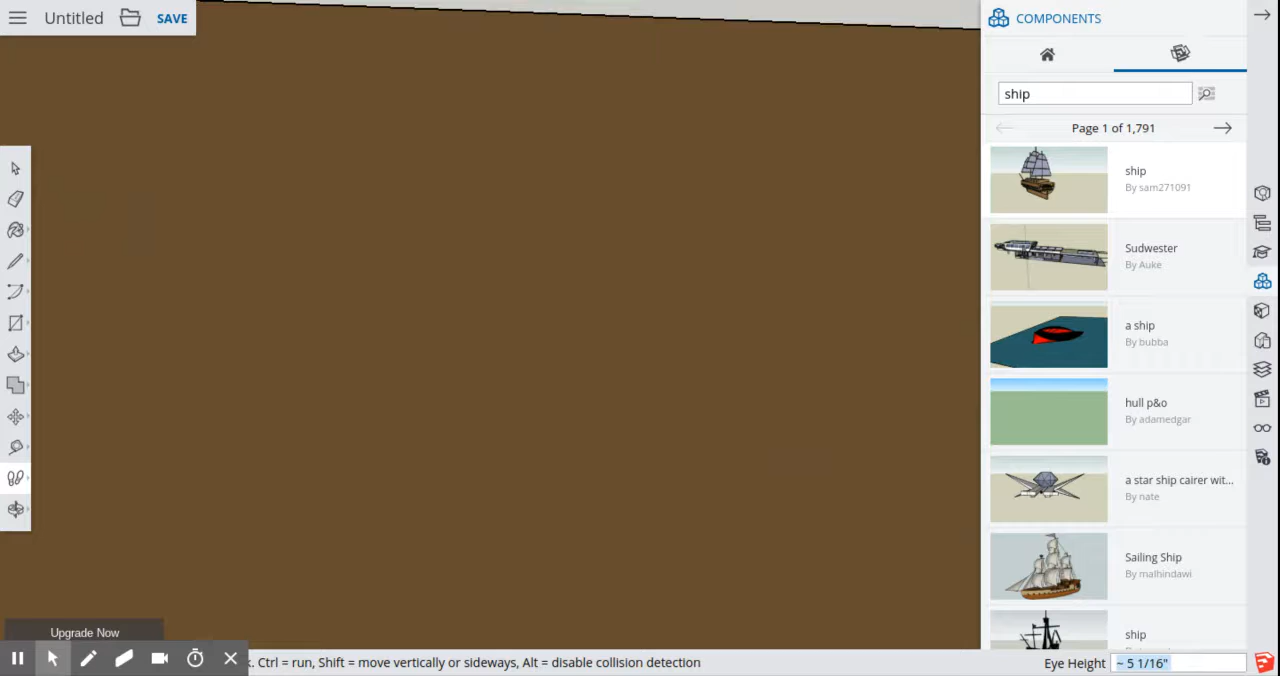 Untitled
SAVE
COMPONENTS
ship
Page 1 of 1,791
ship
By sam271091
Sudwester
By Auke
a ship
By bubba
hull p&o
By adamedgar
a star ship cairer wit...
By nate
Sailing Ship
By malhindawi
ship
Upgrade Now
Ctrl = run, Shift = move vertically or sideways, Alt = disable collision detection
Eye Height
~ 5 1/16"